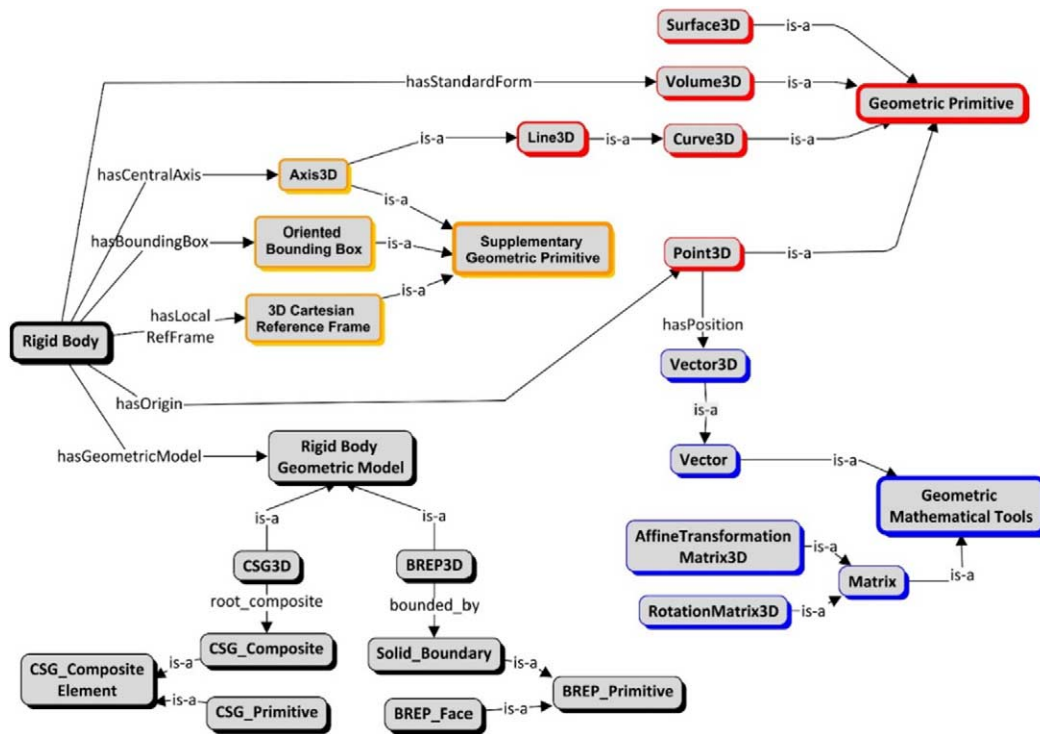 Surface3D
is-a
hasStandardForm
Volume3D
is-a
Geometric Primitive
is-a
Line3D
is-a
Curve3D
is-a
hasCentralAxis
Axis3D
is-a
hasBoundingBox
Oriented
Bounding Box
is-a
Supplementary
Geometric Primitive
Point3D
is-a
is-a
hasLocal
RefFrame
3D Cartesian
Reference Frame
Rigid Body
hasPosition
Vector3D
hasOrigin
is-a
hasGeometricModel
Rigid Body
Geometric Model
Vector
is-a
Geometric
Mathematical Tools
is-a
is-a
AffineTransformation
Matrix3D
is-a
CSG3D
BREP3D
Matrix
is-a
root_composite
bounded_by
RotationMatrix3D
is-a
CSG_Composite
Solid_Boundary
is-a
CSG_Composite
Element
is-a
is-a
CSG_Primitive
BREP_Face
is-a
BREP_Primitive